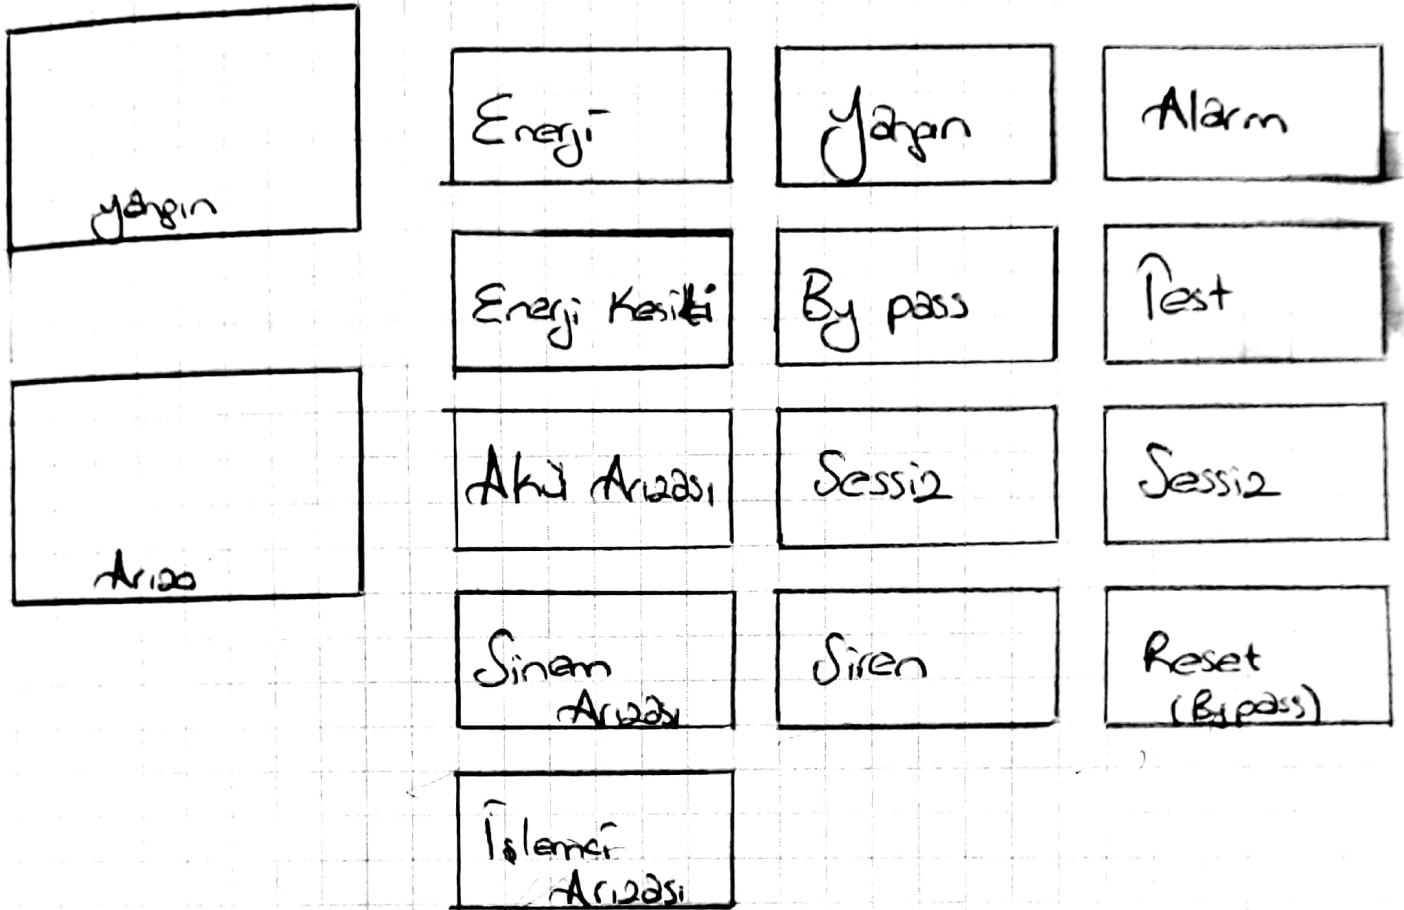 yangın
Arıza
Enerji
Yangın
Alarm
Enerji Kesikti
By pass
Test
Akü Arızası
Sessiz
Sessiz
Sinem
Arızası
Siren
Reset
(By pass)
İşlemci
Arızası